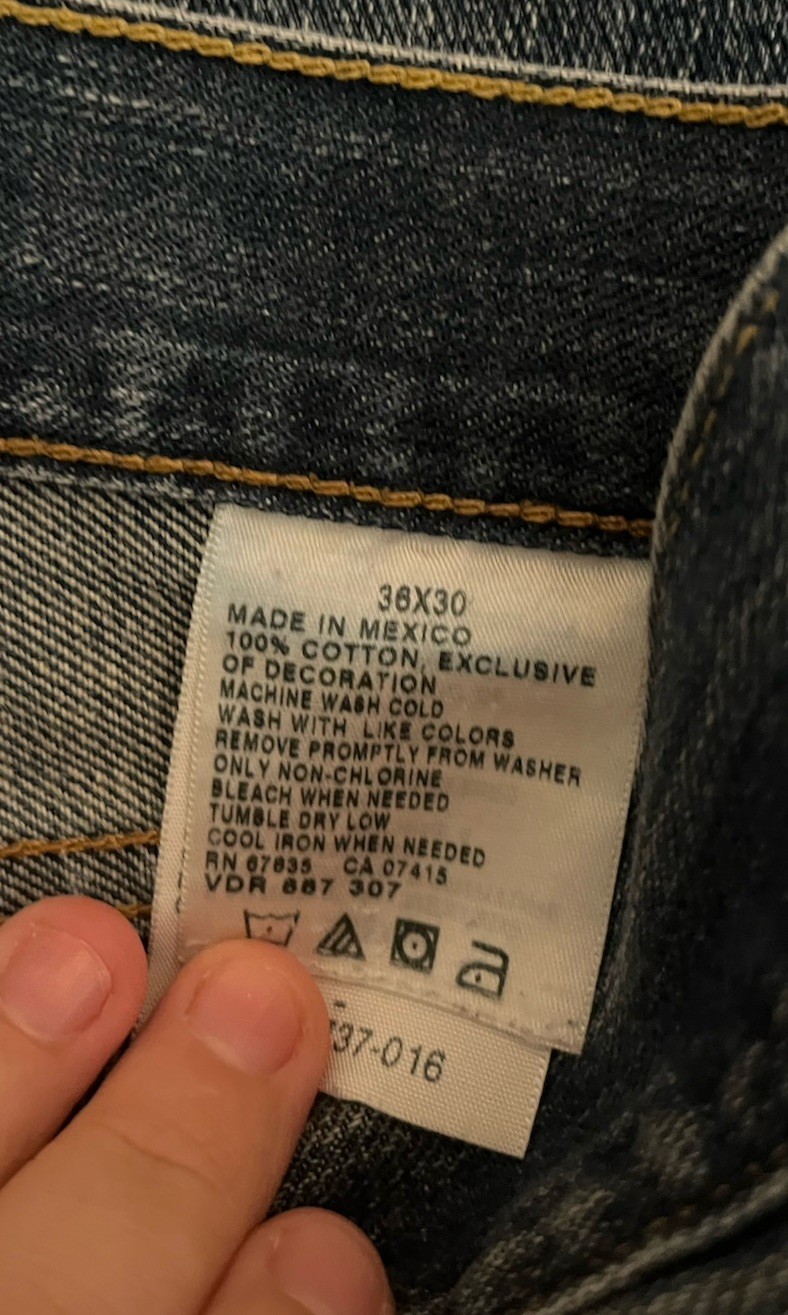 36X30
MADE IN MEXICO
100% COTTON, EXCLUSIVE
OF DECORATION
MACHINE WASH COLD
WASH WITH LIKE COLORS
REMOVE PROMPTLY FROM WASHER
ONLY NON-CHLORINE
BLEACH WHEN NEEDED
TUMBLE DRY LOW
COOL IRON WHEN NEEDED
RN 67835 CA 07415
VDR 667 307
37-016